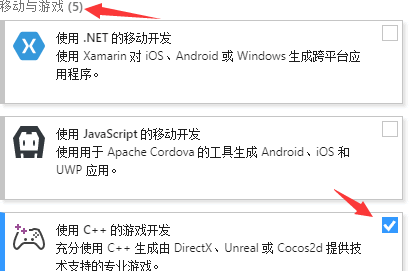 移动与游戏 (5)
使用 .NET 的移动开发
使用 Xamarin 对 iOS、Android 或 Windows 生成跨平台应
用程序。
使用 JavaScript 的移动开发
使用用于 Apache Cordova 的工具生成 Android、iOS 和
UWP 应用。
使用 C++ 的游戏开发
充分使用 C++ 生成由 DirectX、Unreal 或 Cocos2d 提供技
术支持的专业游戏。